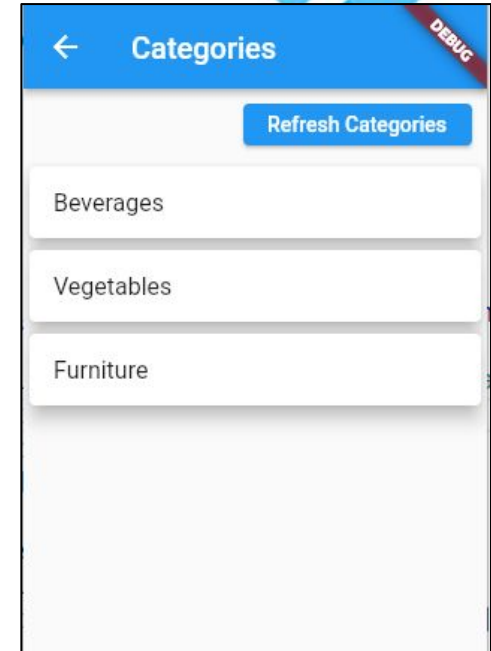 Categories
DEBUG
Refresh Categories
Beverages
Vegetables
Furniture